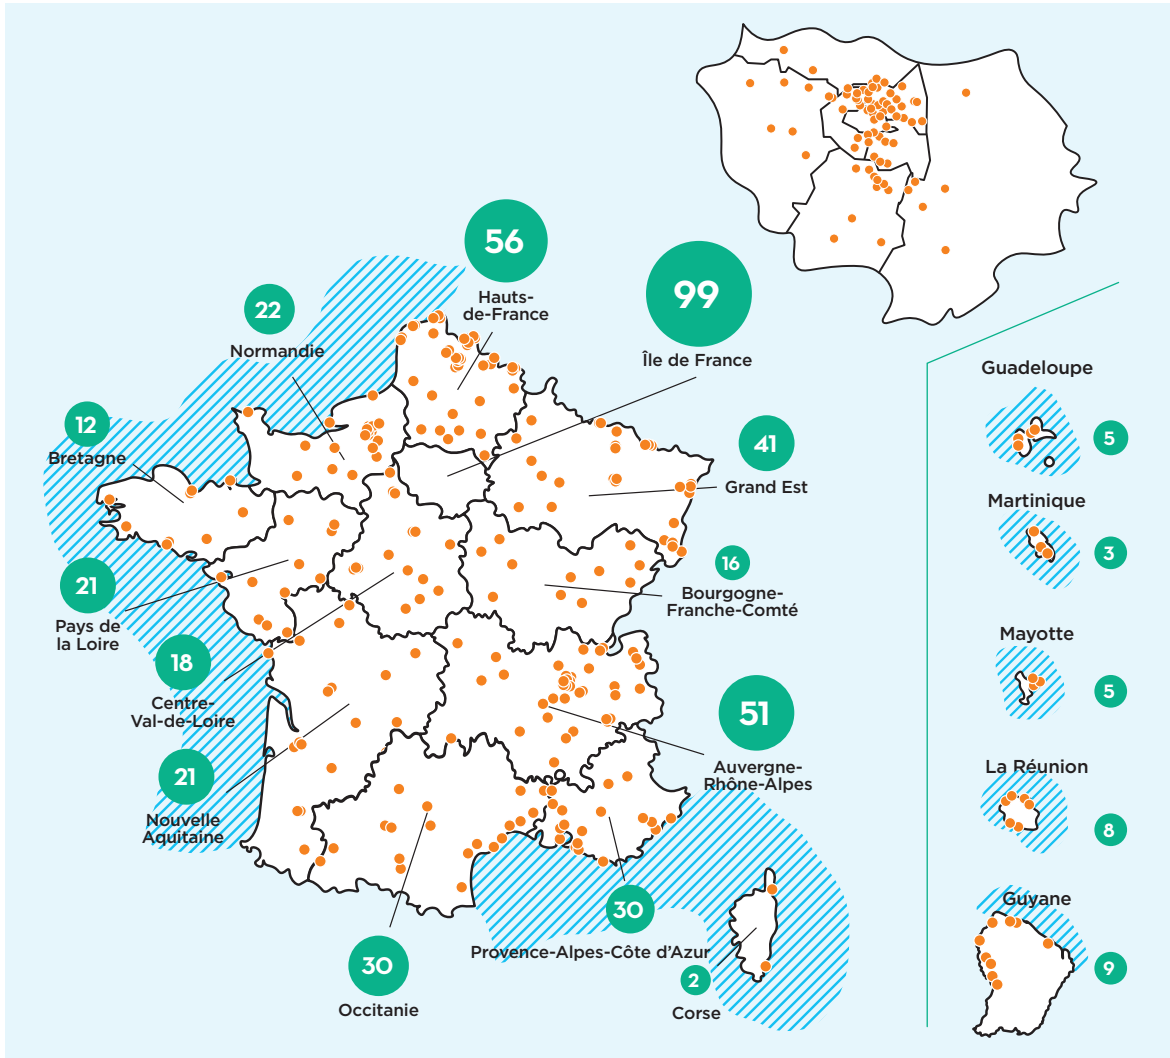 56
Hauts-
de-France
99
Île de France
22
Normandie
12
Bretagne
41
Grand Est
16
Bourgogne-
Franche-Comté
21
Pays de
la Loire
18
Centre-
Val-de-Loire
21
Nouvelle
Aquitaine
51
Auvergne-
Rhône-Alpes
30
Provence-Alpes-Côte d’Azur
30
Occitanie
2
Corse
Guadeloupe
5
Martinique
3
Mayotte
5
La Réunion
8
Guyane
9